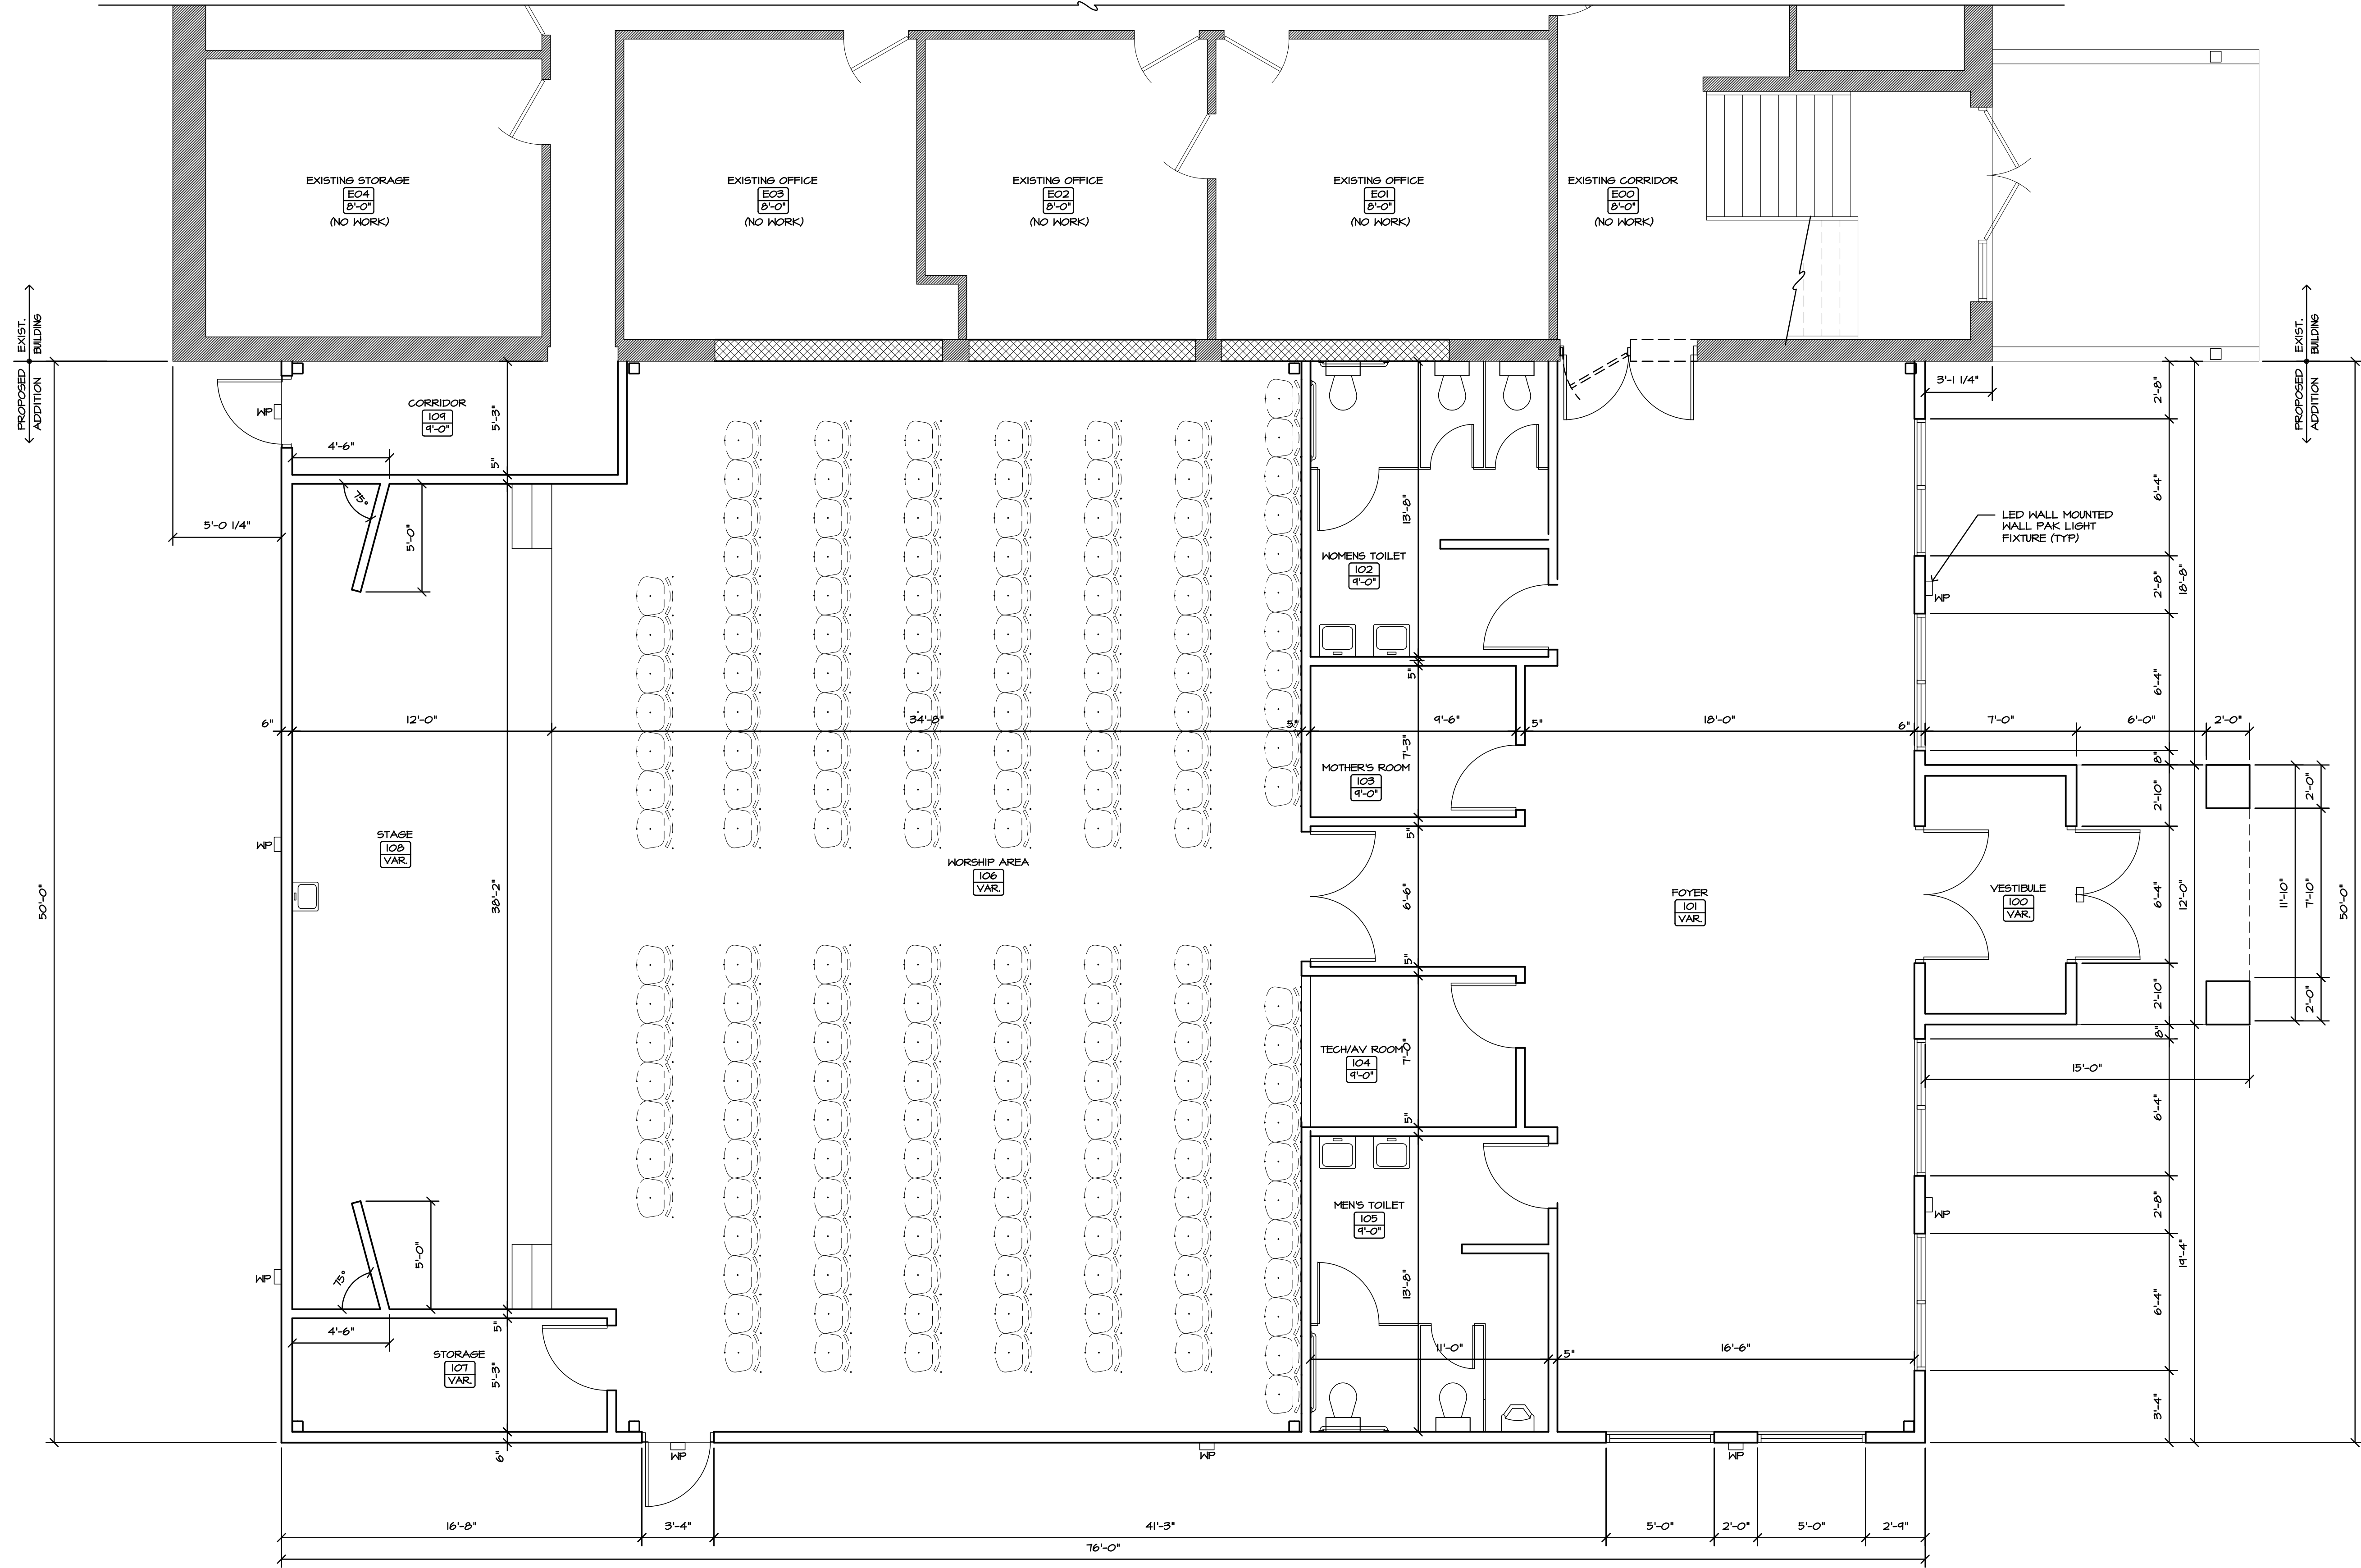 EXISTING STORAGE
E04
8'-0"
(NO WORK)
EXISTING OFFICE
E03
8'-0"
(NO WORK)
EXISTING OFFICE
E02
8'-0"
(NO WORK)
EXISTING OFFICE
E01
8'-0"
(NO WORK)
EXISTING CORRIDOR
E00
8'-0"
(NO WORK)
EXIST.
BUILDING
PROPOSED
ADDITION
EXIST.
BUILDING
PROPOSED
ADDITION
WP
CORRIDOR
109
9'-0"
5'-3"
5"
4'-6"
75°
5'-0"
5'-0 1/4"
3'-1 1/4"
2'-8"
6'-4"
2'-8"
18'-8"
6'-4"
8"
LED WALL MOUNTED
WALL PAK LIGHT
FIXTURE (TYP)
WP
13'-8"
WOMENS TOILET
102
9'-0"
5"
6"
12'-0"
34'-8"
5"
9'-6"
5"
18'-0"
6"
7'-0"
6'-0"
2'-0"
7'-3"
MOTHER'S ROOM
103
9'-0"
5"
STAGE
108
VAR.
WP
38'-2"
50'-0"
WORSHIP AREA
106
VAR.
6'-6"
FOYER
101
VAR.
VESTIBULE
100
VAR.
2'-10"
6'-4"
12'-0"
2'-10"
8"
2'-0"
11'-10"
7'-10"
2'-0"
50'-0"
5"
TECH/AV ROOM
104
9'-0"
7'-0"
5"
15'-0"
6'-4"
2'-8"
WP
19'-4"
6'-4"
3'-4"
MEN'S TOILET
105
9'-0"
13'-8"
WP
75°
5'-0"
4'-6"
5"
STORAGE
107
VAR.
5'-3"
6"
11'-0"
5"
16'-6"
WP
WP
WP
16'-8"
3'-4"
41'-3"
5'-0"
2'-0"
5'-0"
2'-9"
76'-0"